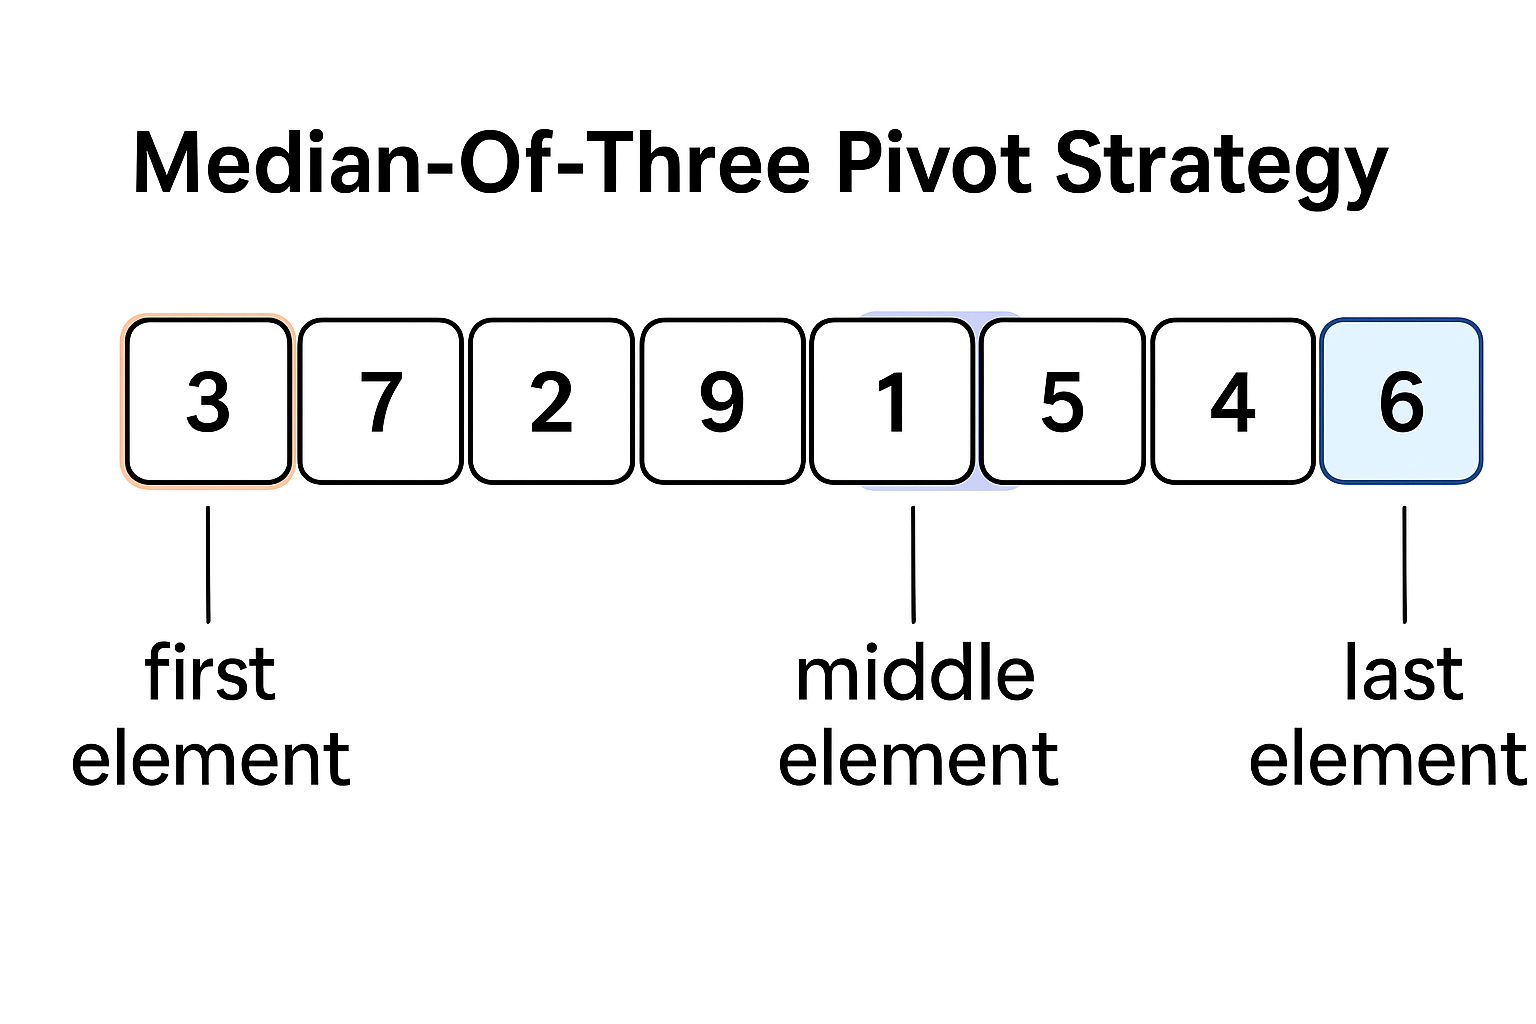 Median-Of-Three Pivot Strategy
3 7 2 9 1 5 4 6
first middle last
element element element